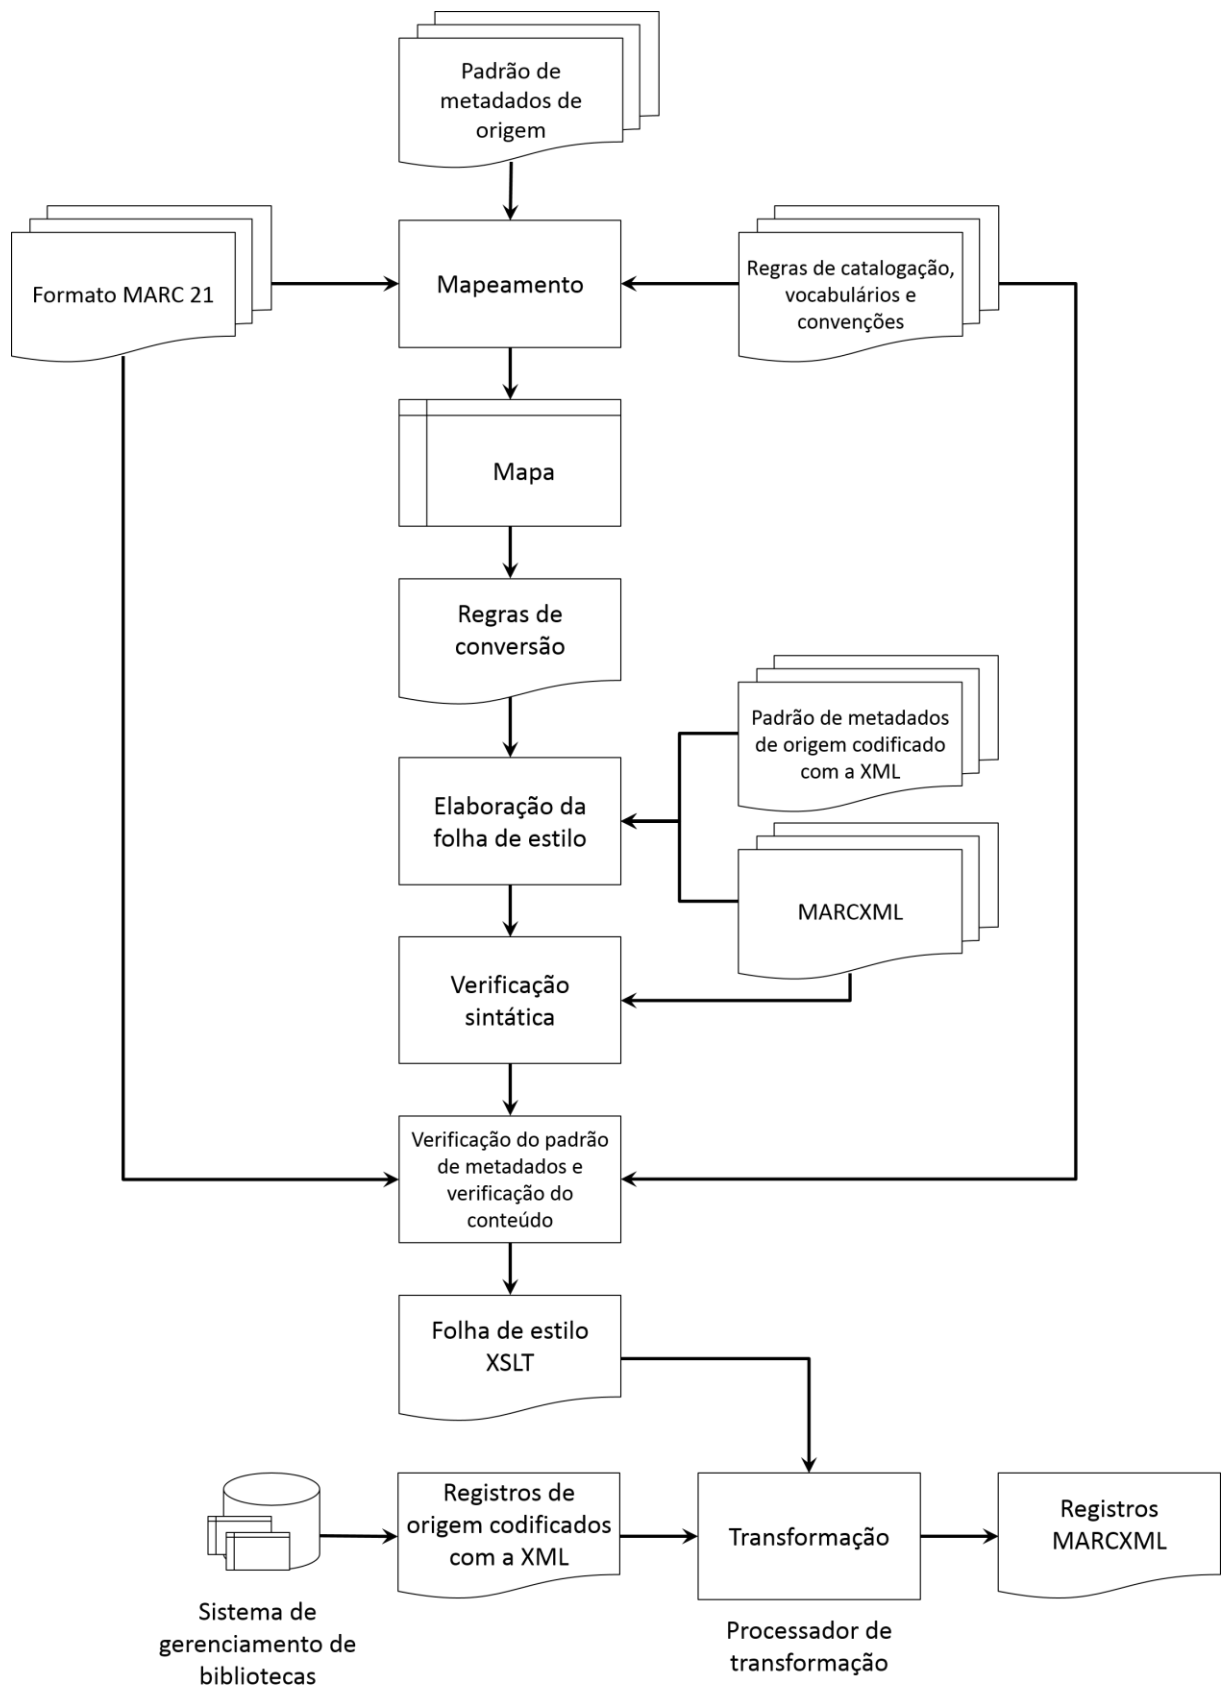 Padrão de
metadados de
origem
Formato MARC 21
Mapeamento
Regras de catalogação,
vocabulários e
convenções
Mapa
Regras de
conversão
Padrão de metadados
de origem codificado
com a XML
Elaboração da
folha de estilo
MARCXML
Verificação
sintática
Verificação do padrão
de metadados e
verificação do
conteúdo
Folha de estilo
XSLT
Registros de
origem codificados
com a XML
Transformação
Registros
MARCXML
Sistema de
gerenciamento de
bibliotecas
Processador de
transformação